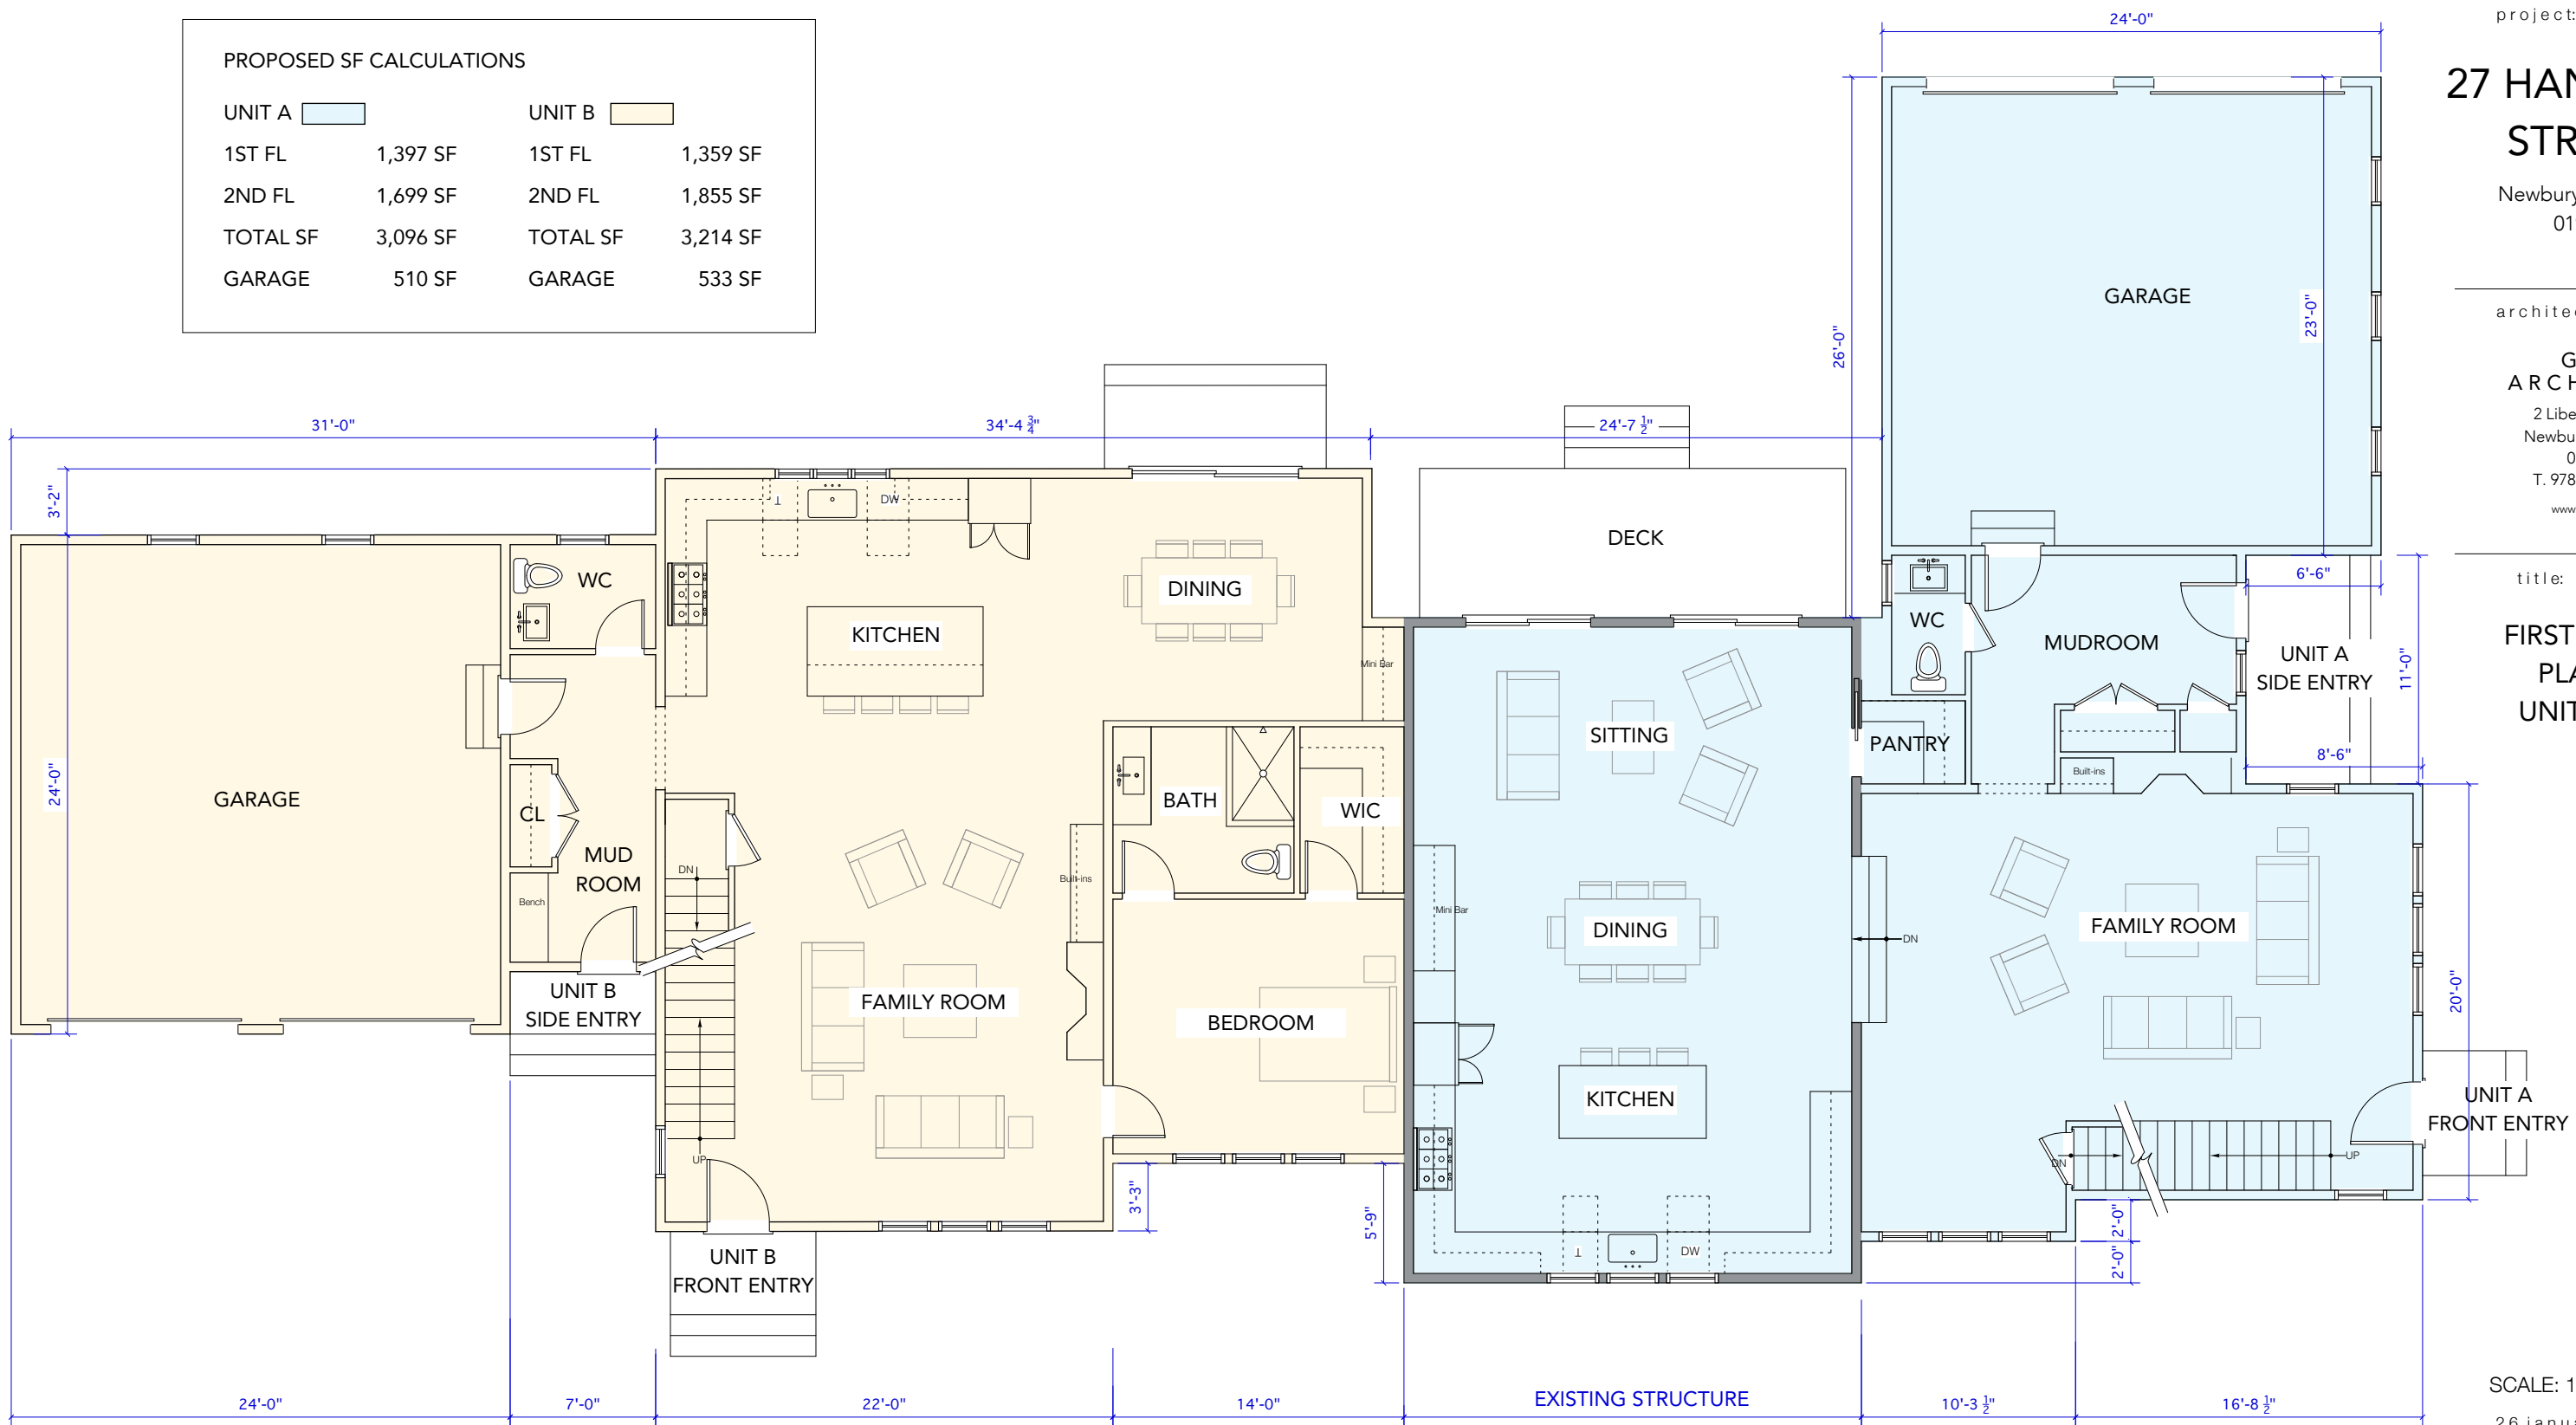 PROPOSED SF CALCULATIONS
UNIT A UNIT B
1ST FL 1,397 SF 1ST FL 1,359 SF
2ND FL 1,699 SF 2ND FL 1,855 SF
TOTAL SF 3,096 SF TOTAL SF 3,214 SF
GARAGE 510 SF GARAGE 533 SF
24'-0"
26'-0"
23'-0"
GARAGE
31'-0"
34'-4 3/4"
24'-7 1/2"
3'-2"
24'-0"
GARAGE
WC
CL
MUD
ROOM
Bench
UNIT B
SIDE ENTRY
DW
KITCHEN
DINING
Mini Bar
BATH
WIC
Built-ins
DN
UP
FAMILY ROOM
BEDROOM
UNIT B
FRONT ENTRY
3'-3"
5'-9"
DECK
SITTING
Mini Bar
DINING
KITCHEN
DW
DN
WC
MUDROOM
PANTRY
Built-ins
6'-6"
UNIT A
SIDE ENTRY
11'-0"
8'-6"
FAMILY ROOM
20'-0"
DN
UP
UNIT A
FRONT ENTRY
2'-0"
2'-0"
24'-0"
7'-0"
22'-0"
14'-0"
EXISTING STRUCTURE
10'-3 1/2"
16'-8 1/2"
project:
27 HAN
STR
Newbury
01
archite
G
ARCH
2 Libe
Newbu
0
T. 978
www
title:
FIRST
PLA
UNIT
SCALE: 1
26 janu